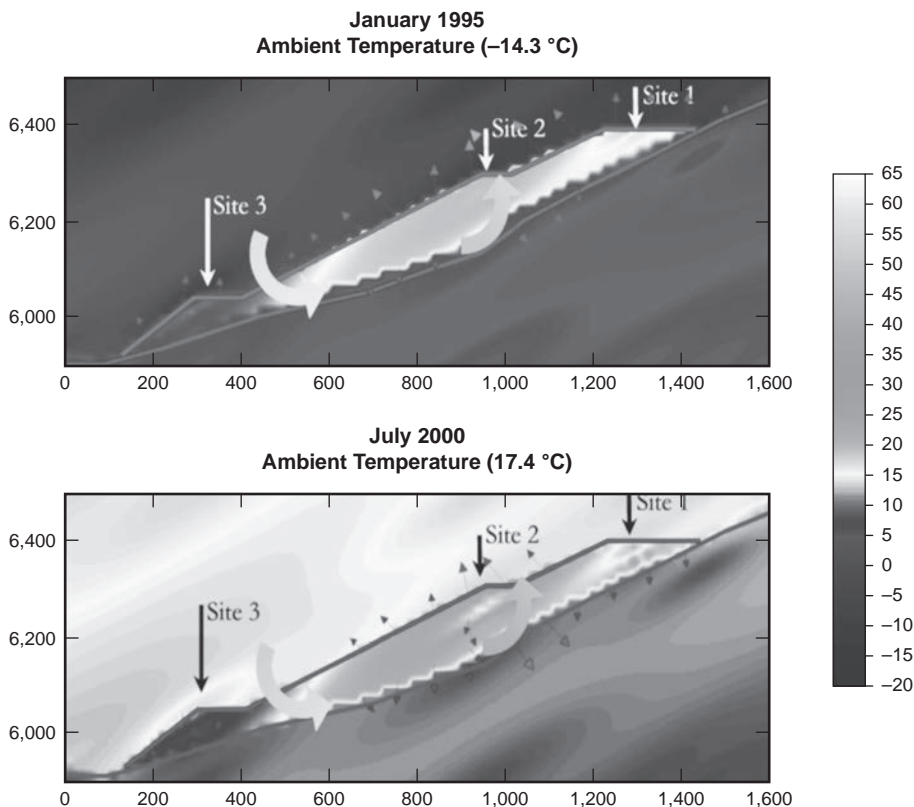 January 1995
Ambient Temperature (–14.3 °C)
6,400
6,200
6,000
Site 1
Site 2
Site 3
0 200 400 600 800 1,000 1,200 1,400 1,600
July 2000
Ambient Temperature (17.4 °C)
6,400
6,200
6,000
Site 1
Site 2
Site 3
0 200 400 600 800 1,000 1,200 1,400 1,600
65
60
55
50
45
40
35
30
25
20
15
10
5
0
–5
–10
–15
–20